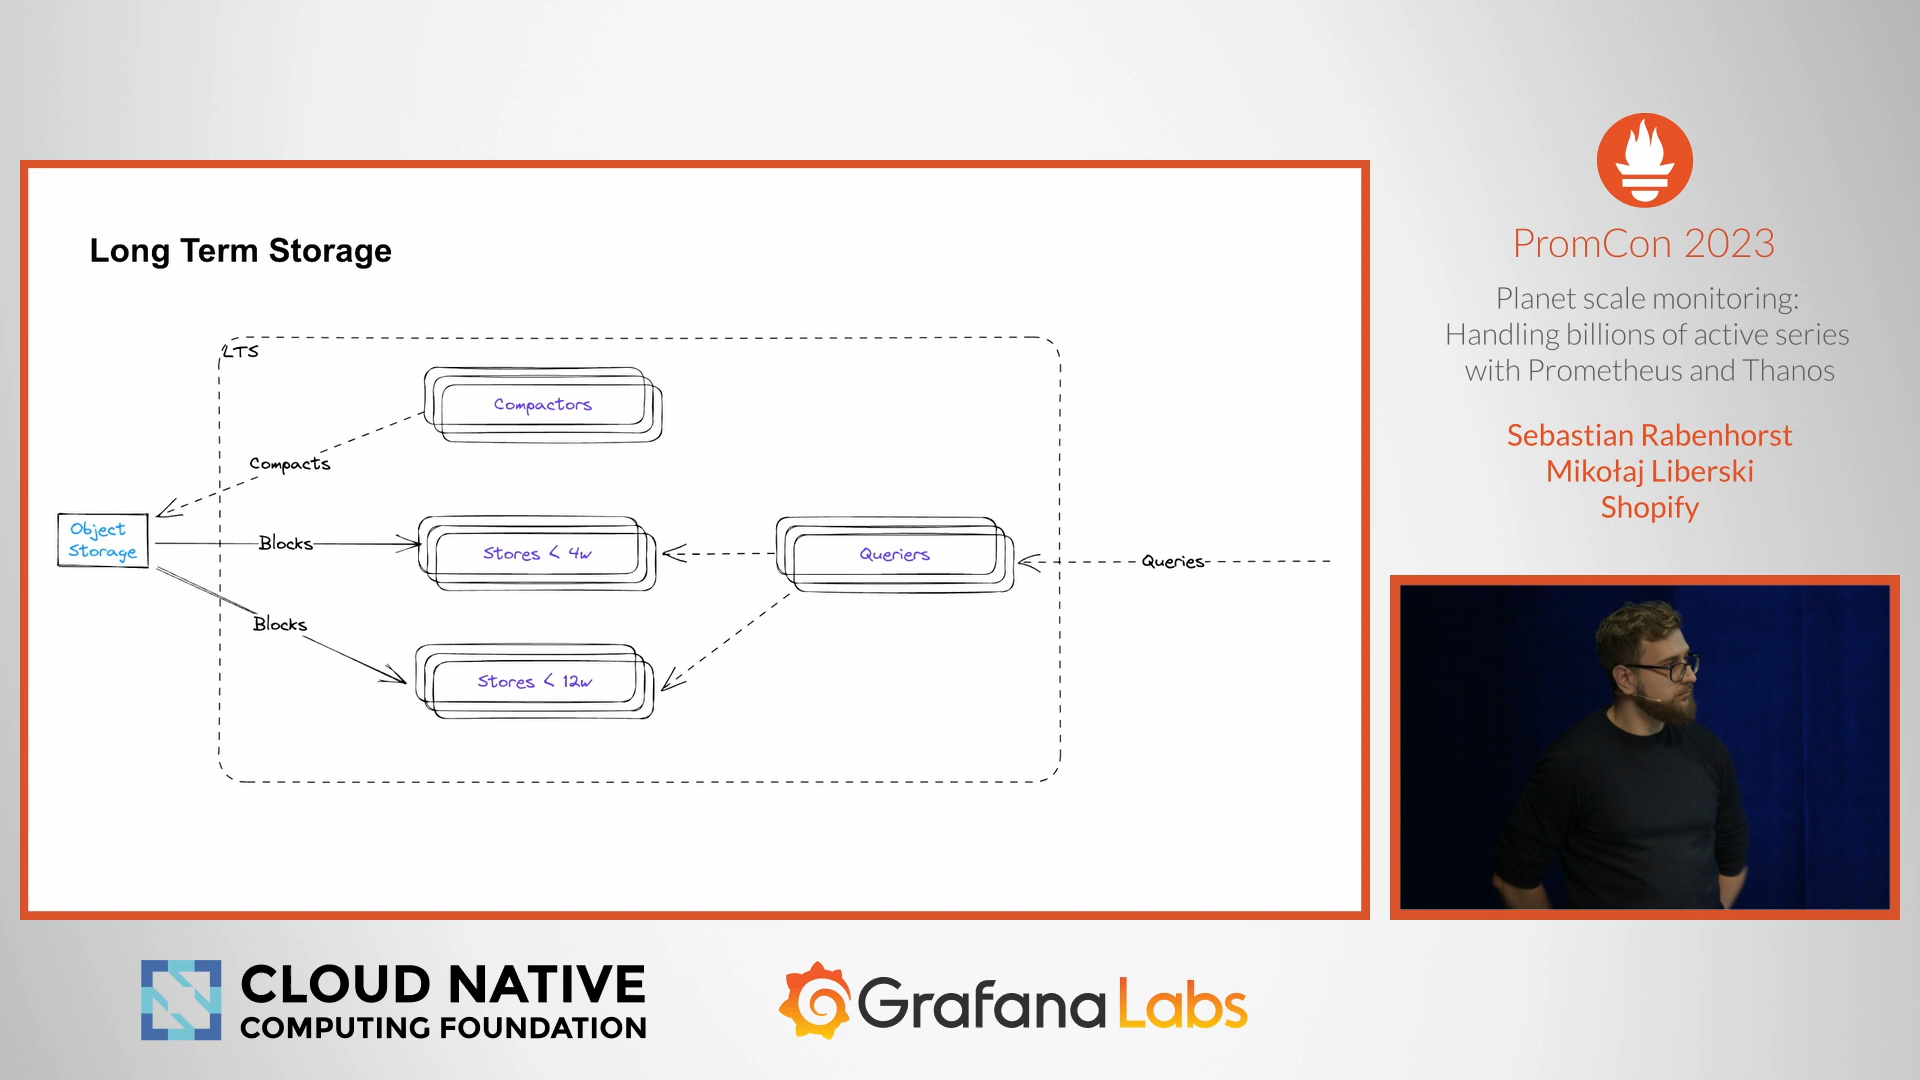 Long Term Storage
LTS
Compactors
Compacts
Object
Storage
Blocks
Stores < 4w
Queriers
Queries
Blocks
Stores < 12w
PromCon 2023
Planet scale monitoring:
Handling billions of active series
with Prometheus and Thanos
Sebastian Rabenhorst
Mikołaj Liberski
Shopify
CLOUD NATIVE
COMPUTING FOUNDATION
Grafana Labs